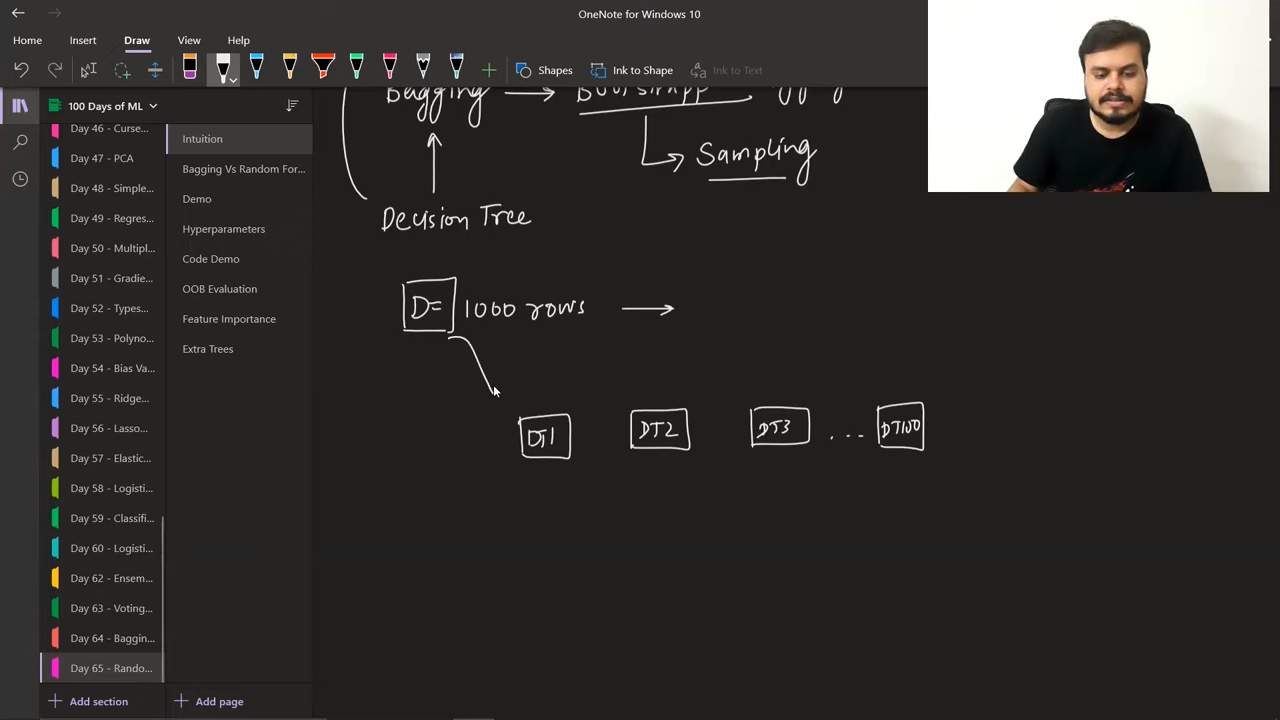 OneNote for Windows 10
Home Insert Draw View Help
Shapes Ink to Shape Ink to Text
100 Days of ML
Day 46 - Curse...
Day 47 - PCA
Day 48 - Simple...
Day 49 - Regres...
Day 50 - Multipl...
Day 51 - Gradie...
Day 52 - Types...
Day 53 - Polyno...
Day 54 - Bias Va...
Day 55 - Ridge...
Day 56 - Lasso...
Day 57 - Elastic...
Day 58 - Logisti...
Day 59 - Classifi...
Day 60 - Logisti...
Day 62 - Ensem...
Day 63 - Voting...
Day 64 - Baggin...
Day 65 - Rando...
Add section
Intuition
Bagging Vs Random For...
Demo
Hyperparameters
Code Demo
OOB Evaluation
Feature Importance
Extra Trees
Add page
Bagging
Sampling
Decision Tree
D= 1000 rows
DT1 DT2 DT3 ... DT100